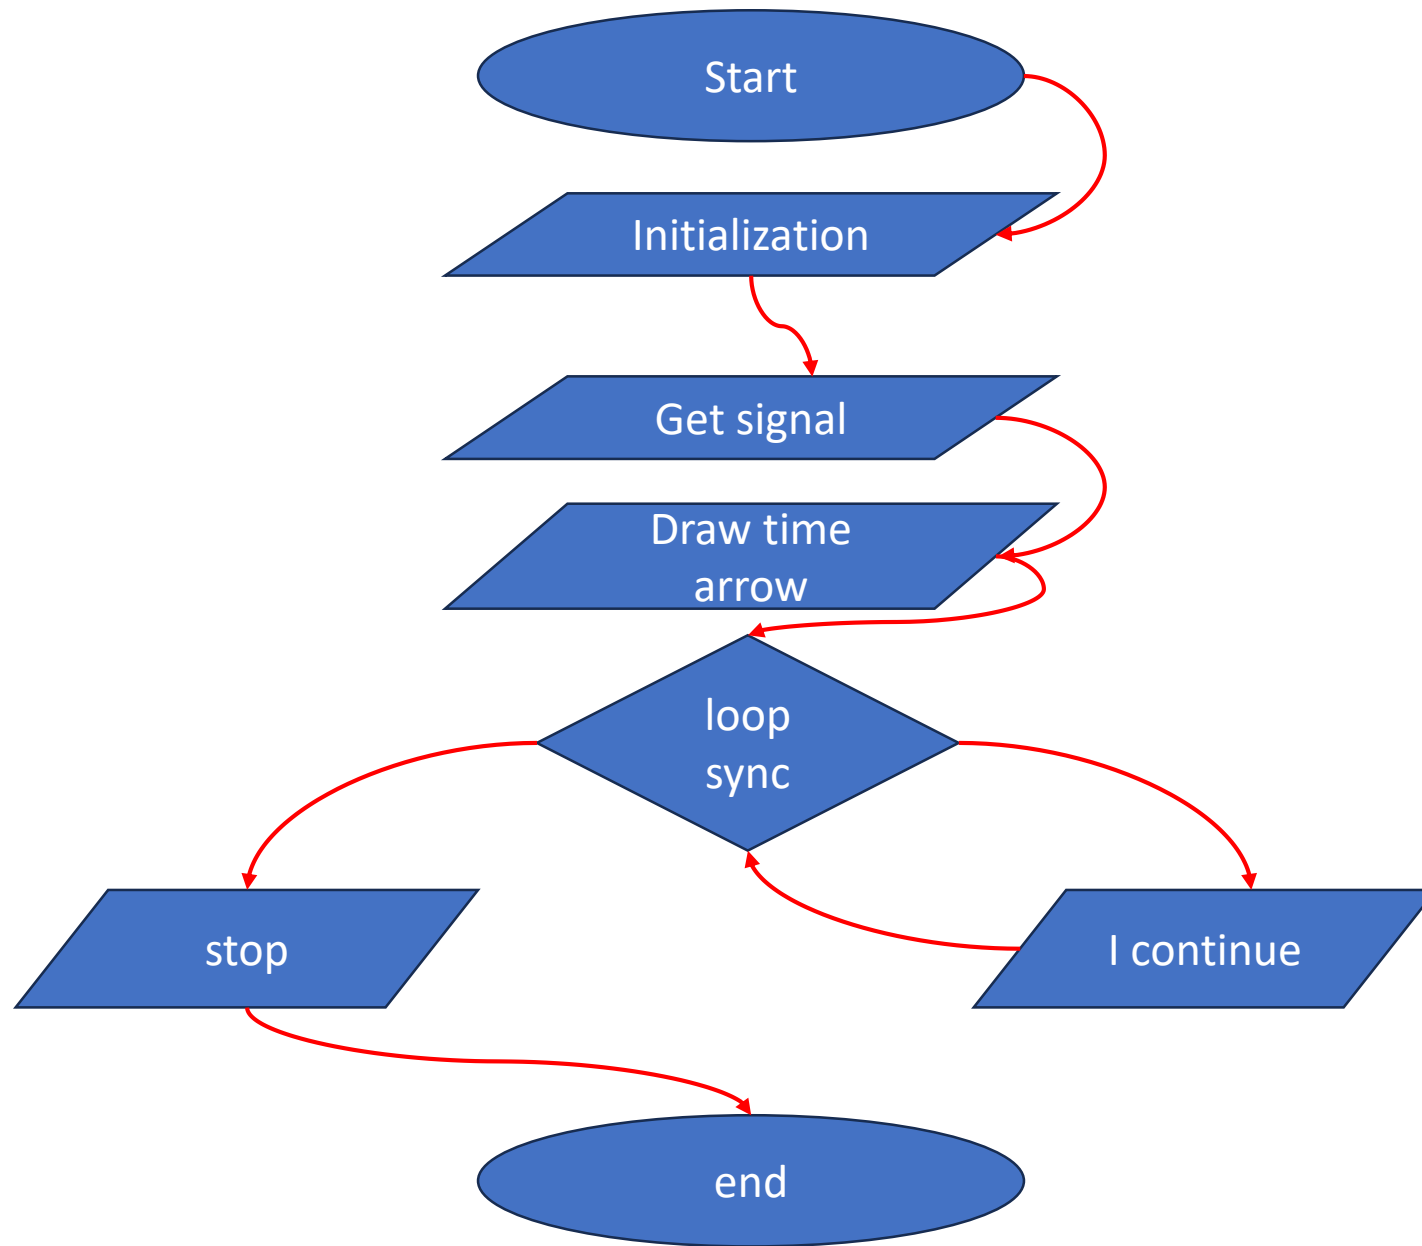 Start
Initialization
Get signal
Draw time
arrow
loop
sync
stop
I continue
end